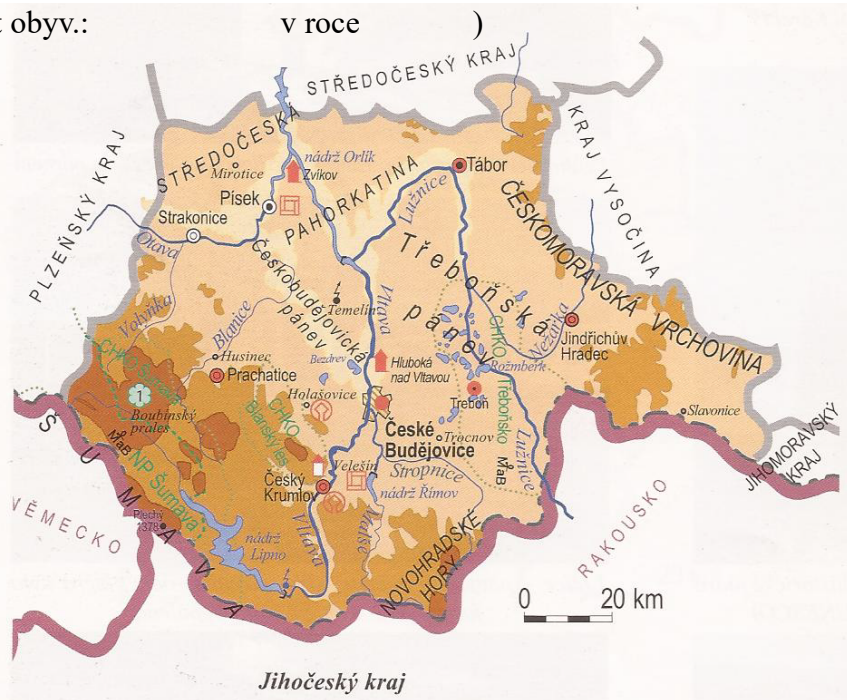 t obyv.: v roce )
STŘEDOČESKÝ KRAJ
PLZEŇSKÝ KRAJ
KRAJ VYSOČINA
STŘEDOČESKÁ
PAHORKATINA
nádrž Orlík
Zvíkov
Mirotice
Písek
Strakonice
Tábor
Lužnice
Otava
ČESKOMORAVSKÁ VRCHOVINA
Českobudějovická
pánev
Třeboňská
pánev
Temelín
Vltava
Volyňka
Blanice
Bezdrev
Hluboká
nad Vltavou
CHKO Třeboňsko
Rožmberk
Nežárka
Jindřichův
Hradec
Husinec
Prachatice
CHKO Šumava
1
Boubínský
prales
Holašovice
CHKO
Blanský les
Třeboň
Slavonice
České
Budějovice
Trocnov
MaB
Lužnice
ŠUMAVA
MaB
NP Šumava
Velešín
Stropnice
Český
Krumlov
nádrž Římov
JIHOMORAVSKÝ
KRAJ
NĚMECKO
Plechý
1378
nádrž
Lipno
Vltava
Malše
NOVOHRADSKÉ
HORY
RAKOUSKO
0 20 km
Jihočeský kraj